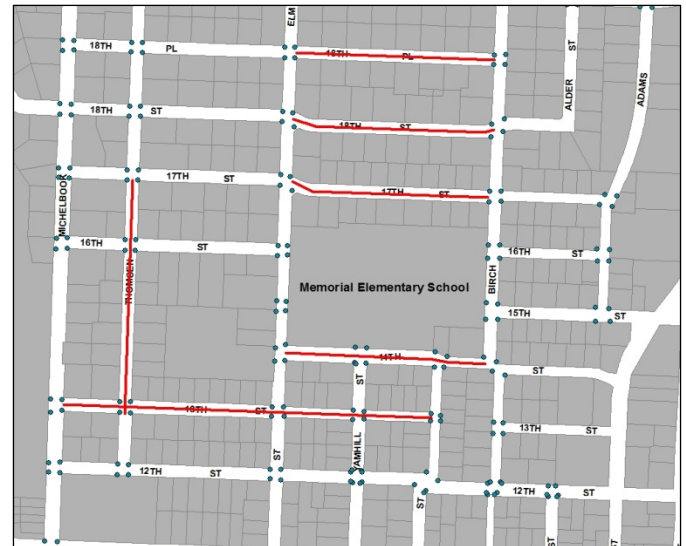 ELM
18TH PL
18TH PL
ALDER ST
ADAMS
18TH ST
18TH ST
17TH ST
17TH ST
MICHELBOOK
16TH ST
16TH ST
THOMSEN
BIRCH
Memorial Elementary School
15TH ST
14TH
ST
ST
13TH ST
13TH ST
YAMHILL
ST
12TH ST
12TH ST
ST
ST
ST